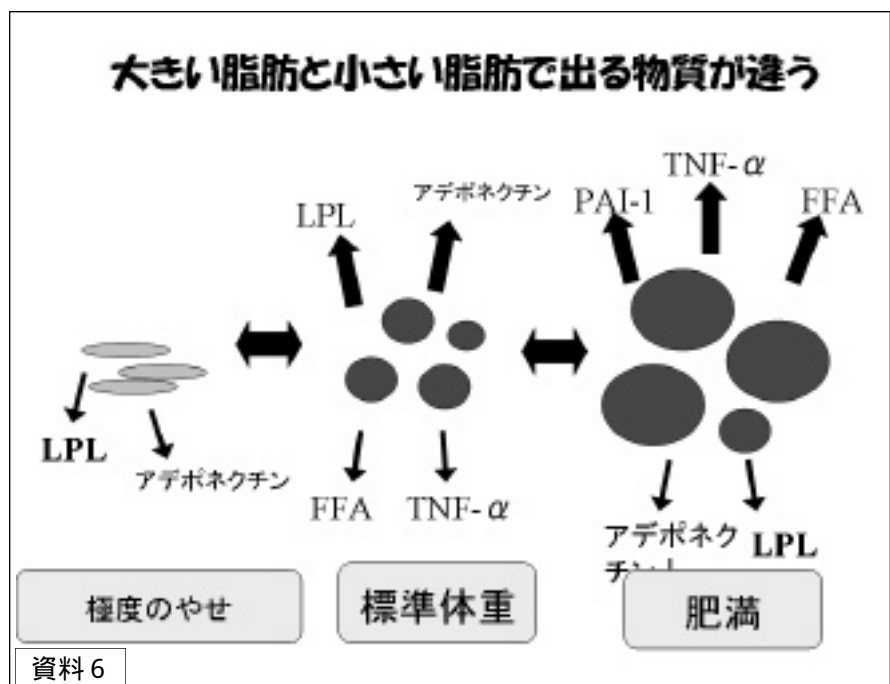 大きい脂肪と小さい脂肪で出る物質が違う
LPL
アデポネクチン
PAI-1
TNF-α
FFA
LPL
アデポネクチン
FFA
TNF-α
アデポネク
チン
LPL
極度のやせ
標準体重
肥満
資料6